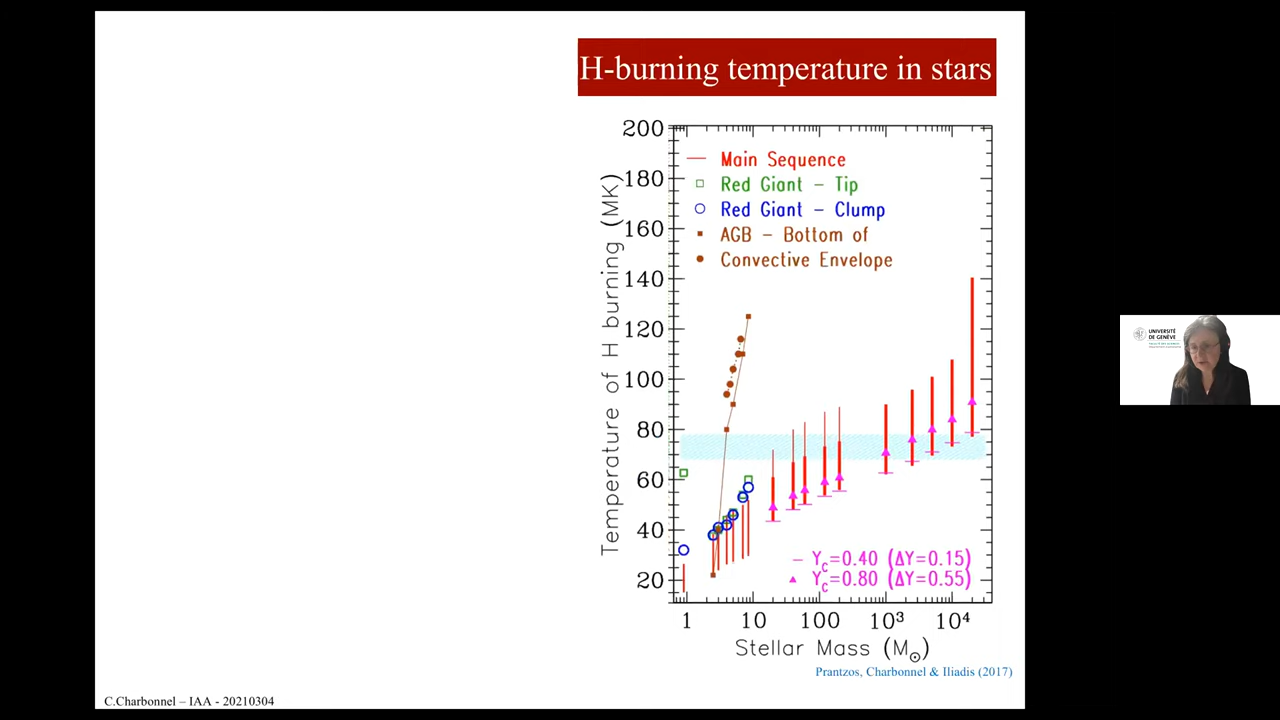 H-burning temperature in stars
200
180
160
140
120
100
80
60
40
20
Temperature of H burning (MK)
Main Sequence
Red Giant – Tip
Red Giant – Clump
AGB – Bottom of
Convective Envelope
Y_c=0.40 (ΔY=0.15)
Y_c=0.80 (ΔY=0.55)
1 10 100 10³ 10⁴
Stellar Mass (M_⊙)
Prantzos, Charbonnel & Iliadis (2017)
C.Charbonnel – IAA - 20210304
UNIVERSITÉ
DE GENÈVE